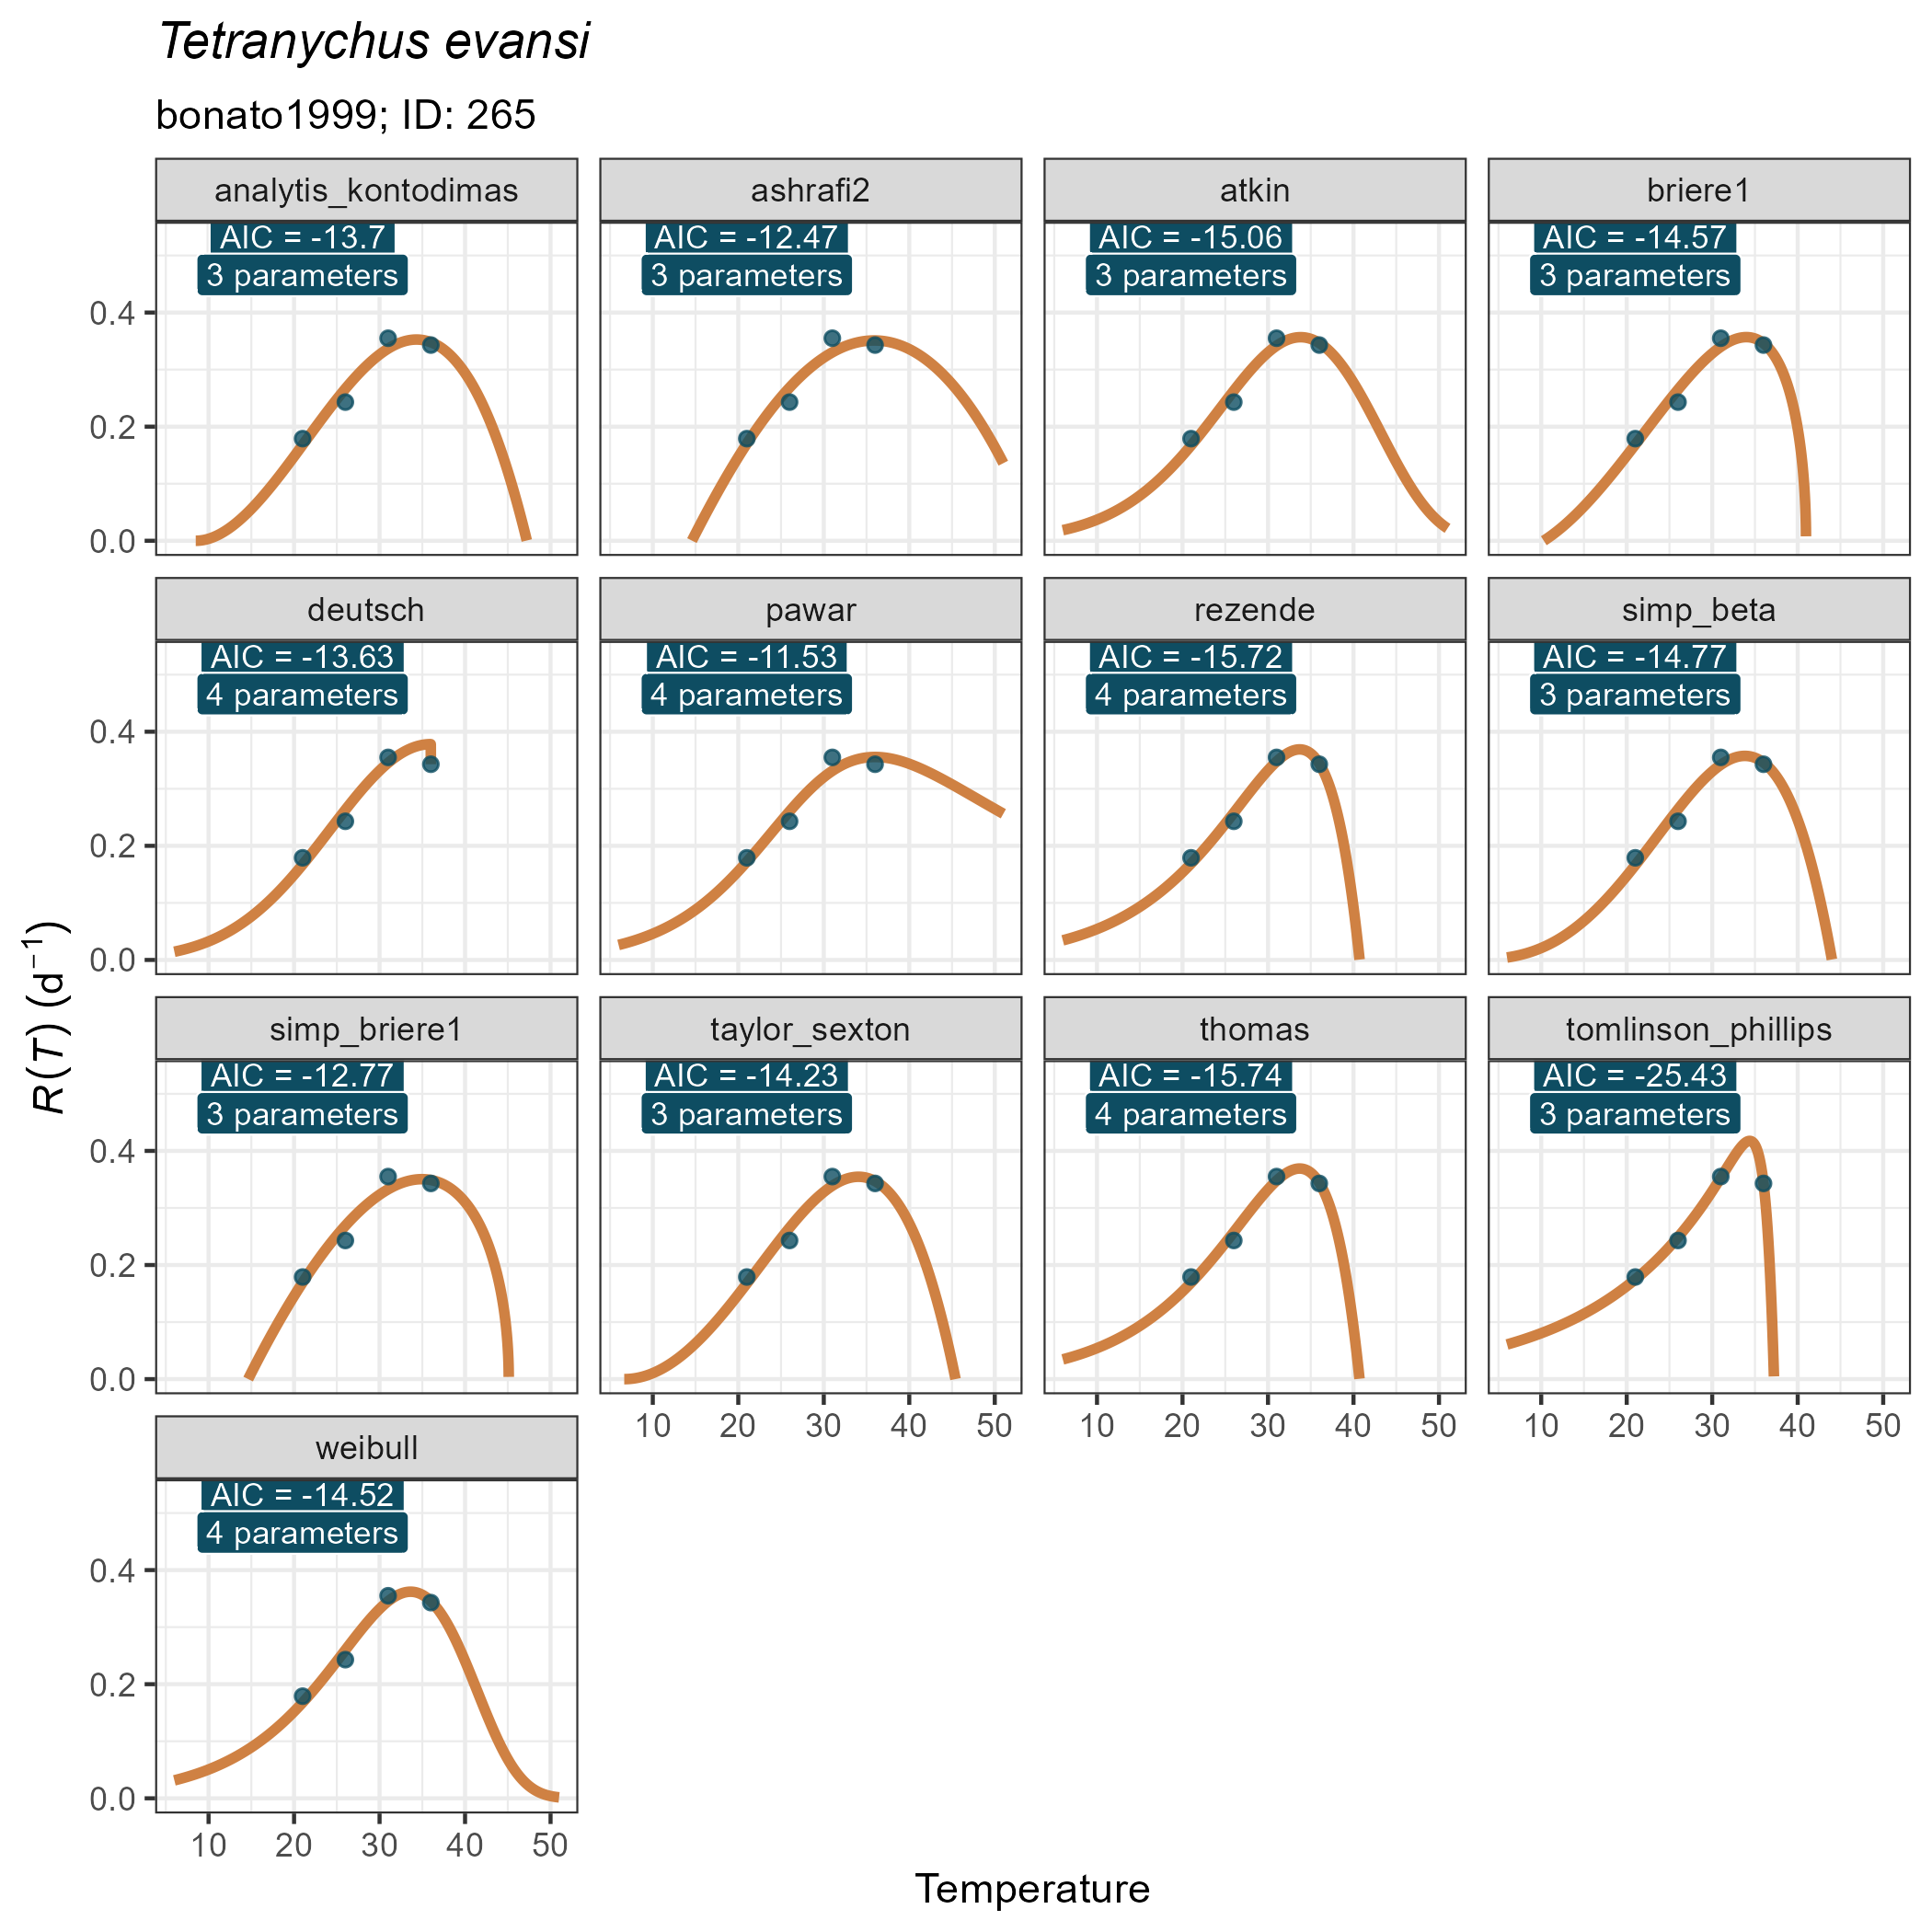 Tetranychus evansi
bonato1999; ID: 265
analytis_kontodimas
ashrafi2
atkin
briere1
AIC = -13.7
3 parameters
AIC = -12.47
3 parameters
AIC = -15.06
3 parameters
AIC = -14.57
3 parameters
0.4
0.2
0.0
deutsch
pawar
rezende
simp_beta
AIC = -13.63
4 parameters
AIC = -11.53
4 parameters
AIC = -15.72
4 parameters
AIC = -14.77
3 parameters
0.4
0.2
0.0
R(T) (d⁻¹)
simp_briere1
taylor_sexton
thomas
tomlinson_phillips
AIC = -12.77
3 parameters
AIC = -14.23
3 parameters
AIC = -15.74
4 parameters
AIC = -25.43
3 parameters
0.4
0.2
0.0
10 20 30 40 50
10 20 30 40 50
10 20 30 40 50
weibull
AIC = -14.52
4 parameters
0.4
0.2
0.0
10 20 30 40 50
Temperature